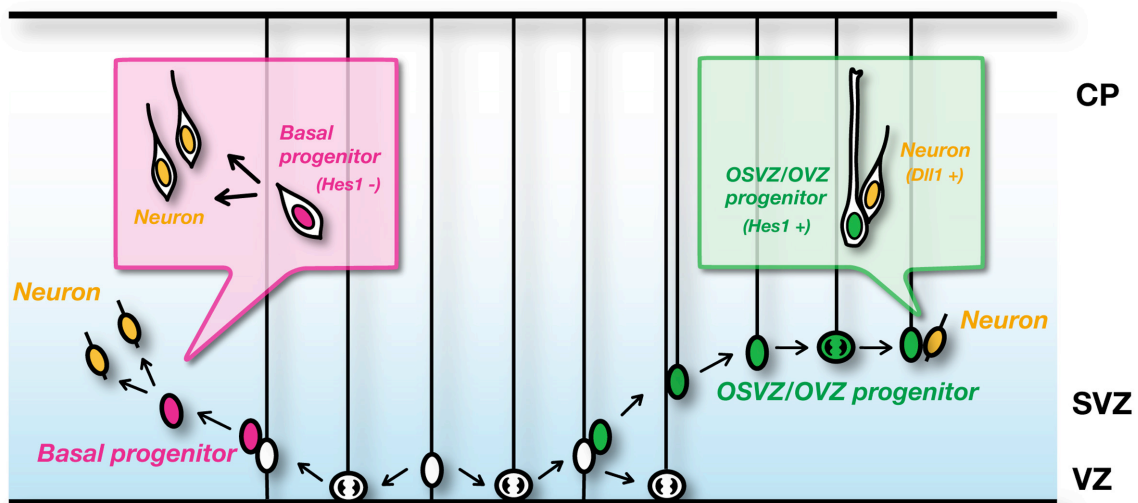 CP
Basal
progenitor
(Hes1 -)
Neuron
OSVZ/OVZ
progenitor
(Hes1 +)
Neuron
(Dll1 +)
Neuron
Neuron
OSVZ/OVZ progenitor
SVZ
Basal progenitor
VZ